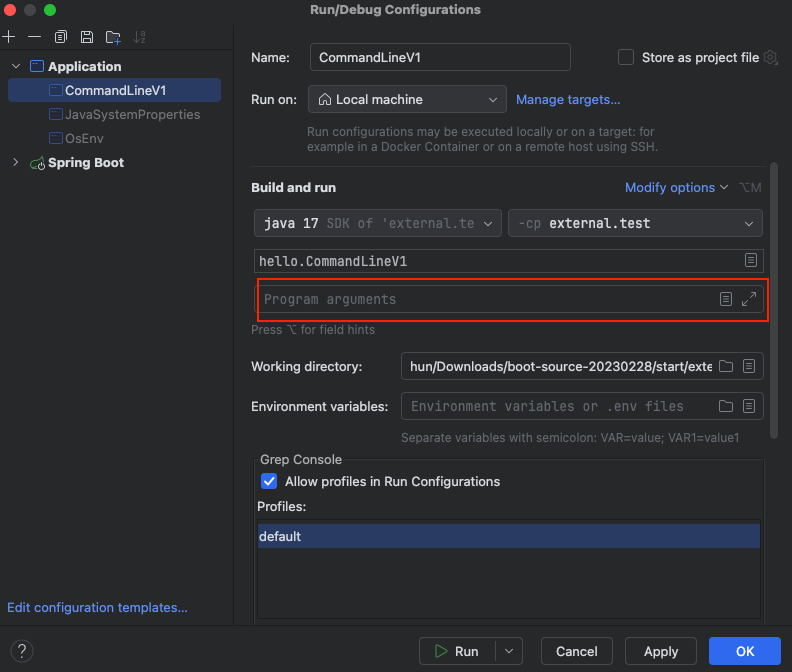 Run/Debug Configurations
Application
CommandLineV1
JavaSystemProperties
OsEnv
Spring Boot
Edit configuration templates...
Name: CommandLineV1 Store as project file
Run on: Local machine Manage targets...
Run configurations may be executed locally or on a target: for
example in a Docker Container or on a remote host using SSH.
Build and run Modify options ⌥M
java 17 SDK of 'external.te -cp external.test
hello.CommandLineV1
Program arguments
Press ⌥ for field hints
Working directory: hun/Downloads/boot-source-20230228/start/exte
Environment variables: Environment variables or .env files
Separate variables with semicolon: VAR=value; VAR1=value1
Grep Console
Allow profiles in Run Configurations
Profiles:
default
? Run Cancel Apply OK